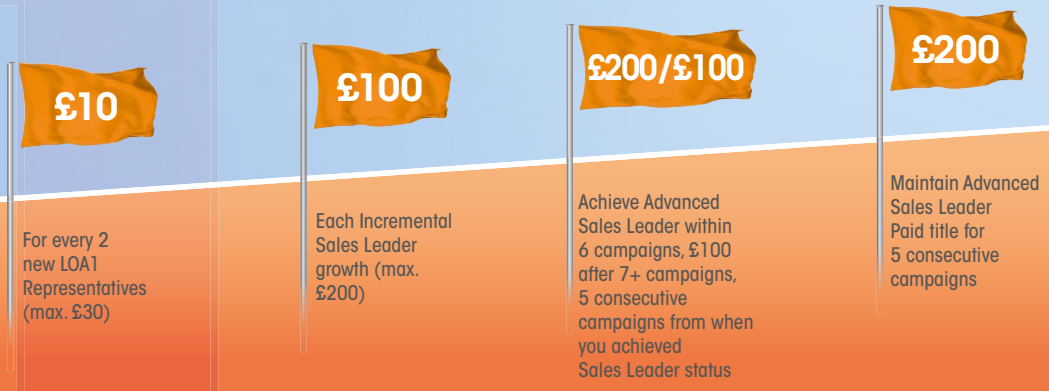 £10
For every 2
new LOA1
Representatives
(max. £30)
£100
Each Incremental
Sales Leader
growth (max.
£200)
£200/£100
Achieve Advanced
Sales Leader within
6 campaigns, £100
after 7+ campaigns,
5 consecutive
campaigns from when
you achieved
Sales Leader status
£200
Maintain Advanced
Sales Leader
Paid title for
5 consecutive
campaigns